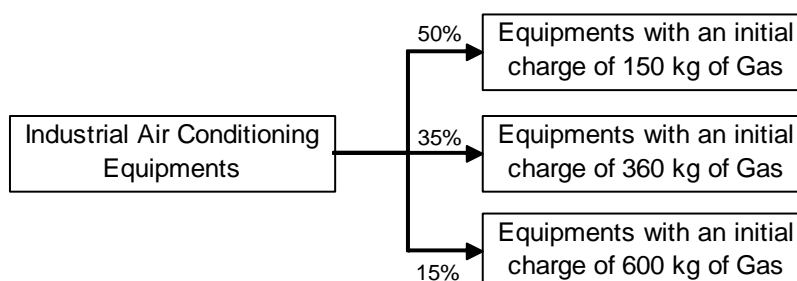 50%
Equipments with an initial
charge of 150 kg of Gas
Industrial Air Conditioning
Equipments
35%
Equipments with an initial
charge of 360 kg of Gas
15%
Equipments with an initial
charge of 600 kg of Gas